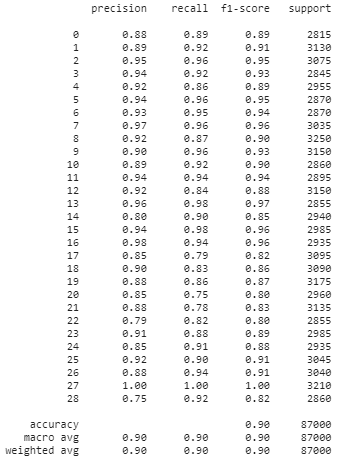 precision recall f1-score support
0 0.88 0.89 0.89 2815
1 0.89 0.92 0.91 3130
2 0.95 0.96 0.95 3075
3 0.94 0.92 0.93 2845
4 0.92 0.86 0.89 2955
5 0.94 0.96 0.95 2870
6 0.93 0.95 0.94 2870
7 0.97 0.96 0.96 3035
8 0.92 0.87 0.90 3250
9 0.90 0.96 0.93 3150
10 0.89 0.92 0.90 2860
11 0.94 0.94 0.94 2895
12 0.92 0.84 0.88 3150
13 0.96 0.98 0.97 2855
14 0.80 0.90 0.85 2940
15 0.94 0.98 0.96 2985
16 0.98 0.94 0.96 2935
17 0.85 0.79 0.82 3095
18 0.90 0.83 0.86 3090
19 0.88 0.86 0.87 3175
20 0.85 0.75 0.80 2960
21 0.88 0.78 0.83 3135
22 0.79 0.82 0.80 2855
23 0.91 0.88 0.89 2985
24 0.85 0.91 0.88 2935
25 0.92 0.90 0.91 3045
26 0.88 0.94 0.91 3040
27 1.00 1.00 1.00 3210
28 0.75 0.92 0.82 2860
accuracy 0.90 87000
macro avg 0.90 0.90 0.90 87000
weighted avg 0.90 0.90 0.90 87000